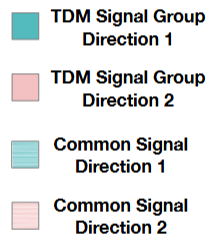 TDM Signal Group
Direction 1
TDM Signal Group
Direction 2
Common Signal
Direction 1
Common Signal
Direction 2